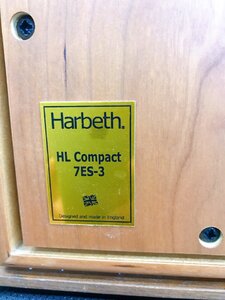 Harbeth.
HL Compact
7ES-3
Designed and made in England